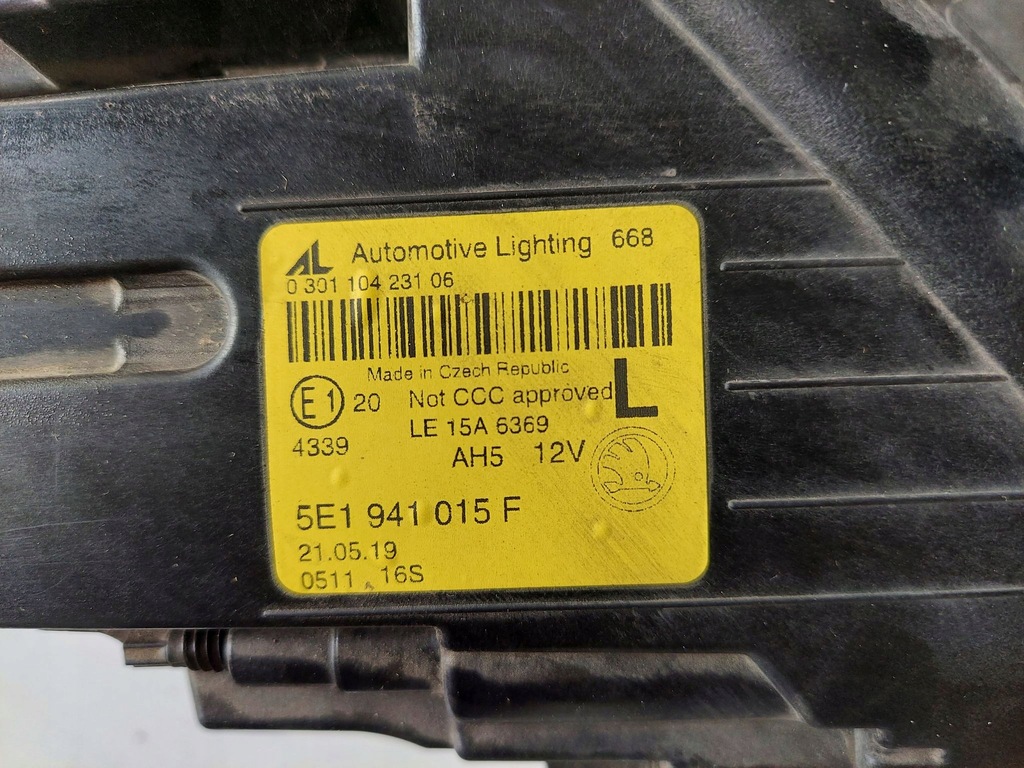 AL Automotive Lighting 668
0 301 104 231 06
Made in Czech Republic
E1 20 Not CCC approved L
4339 LE 15A 6369
AH5 12V
5E1 941 015 F
21.05.19
0511 16S